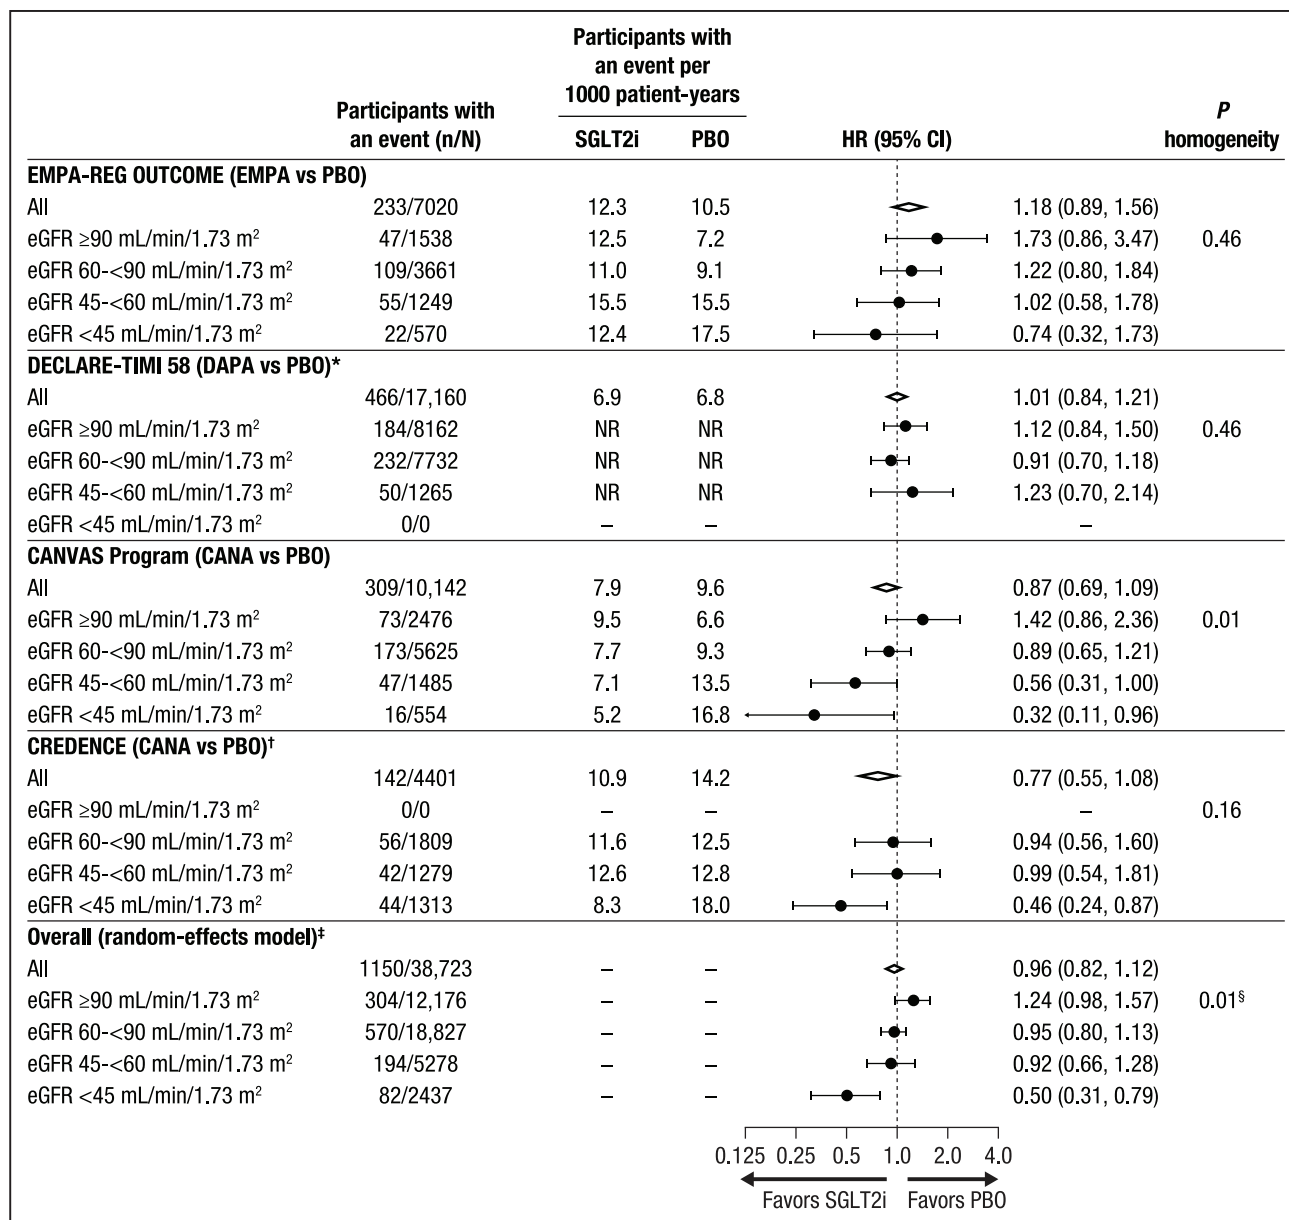 Participants with
an event per
1000 patient-years
Participants with
an event (n/N) SGLT2i PBO HR (95% CI) P
homogeneity
EMPA-REG OUTCOME (EMPA vs PBO)
All 233/7020 12.3 10.5 1.18 (0.89, 1.56)
eGFR ≥90 mL/min/1.73 m² 47/1538 12.5 7.2 1.73 (0.86, 3.47) 0.46
eGFR 60-<90 mL/min/1.73 m² 109/3661 11.0 9.1 1.22 (0.80, 1.84)
eGFR 45-<60 mL/min/1.73 m² 55/1249 15.5 15.5 1.02 (0.58, 1.78)
eGFR <45 mL/min/1.73 m² 22/570 12.4 17.5 0.74 (0.32, 1.73)
DECLARE-TIMI 58 (DAPA vs PBO)*
All 466/17,160 6.9 6.8 1.01 (0.84, 1.21)
eGFR ≥90 mL/min/1.73 m² 184/8162 NR NR 1.12 (0.84, 1.50) 0.46
eGFR 60-<90 mL/min/1.73 m² 232/7732 NR NR 0.91 (0.70, 1.18)
eGFR 45-<60 mL/min/1.73 m² 50/1265 NR NR 1.23 (0.70, 2.14)
eGFR <45 mL/min/1.73 m² 0/0 – – –
CANVAS Program (CANA vs PBO)
All 309/10,142 7.9 9.6 0.87 (0.69, 1.09)
eGFR ≥90 mL/min/1.73 m² 73/2476 9.5 6.6 1.42 (0.86, 2.36) 0.01
eGFR 60-<90 mL/min/1.73 m² 173/5625 7.7 9.3 0.89 (0.65, 1.21)
eGFR 45-<60 mL/min/1.73 m² 47/1485 7.1 13.5 0.56 (0.31, 1.00)
eGFR <45 mL/min/1.73 m² 16/554 5.2 16.8 0.32 (0.11, 0.96)
CREDENCE (CANA vs PBO)†
All 142/4401 10.9 14.2 0.77 (0.55, 1.08)
eGFR ≥90 mL/min/1.73 m² 0/0 – – – 0.16
eGFR 60-<90 mL/min/1.73 m² 56/1809 11.6 12.5 0.94 (0.56, 1.60)
eGFR 45-<60 mL/min/1.73 m² 42/1279 12.6 12.8 0.99 (0.54, 1.81)
eGFR <45 mL/min/1.73 m² 44/1313 8.3 18.0 0.46 (0.24, 0.87)
Overall (random-effects model)‡
All 1150/38,723 – – 0.96 (0.82, 1.12)
eGFR ≥90 mL/min/1.73 m² 304/12,176 – – 1.24 (0.98, 1.57) 0.01§
eGFR 60-<90 mL/min/1.73 m² 570/18,827 – – 0.95 (0.80, 1.13)
eGFR 45-<60 mL/min/1.73 m² 194/5278 – – 0.92 (0.66, 1.28)
eGFR <45 mL/min/1.73 m² 82/2437 – – 0.50 (0.31, 0.79)
0.125 0.25 0.5 1.0 2.0 4.0
Favors SGLT2i Favors PBO